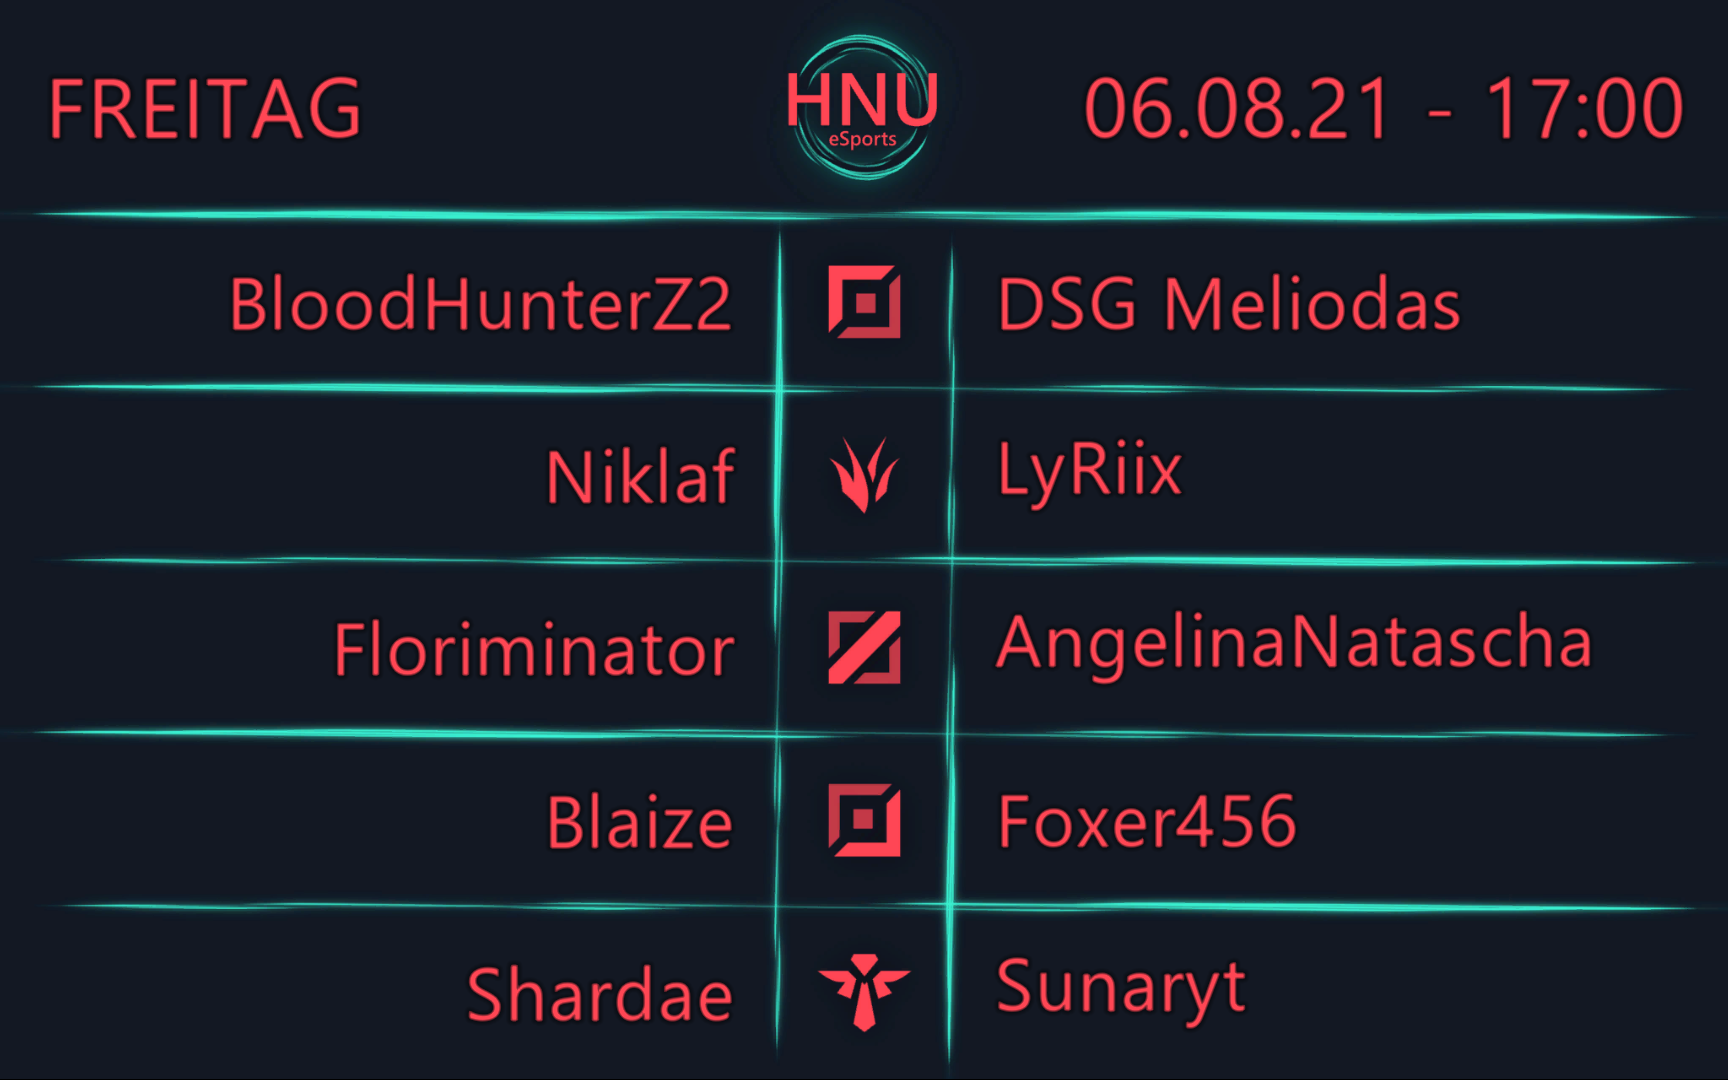 FREITAG
HNU
eSports
06.08.21 - 17:00
BloodHunterZ2
DSG Meliodas
Niklaf
LyRiix
Floriminator
AngelinaNatascha
Blaize
Foxer456
Shardae
Sunaryt